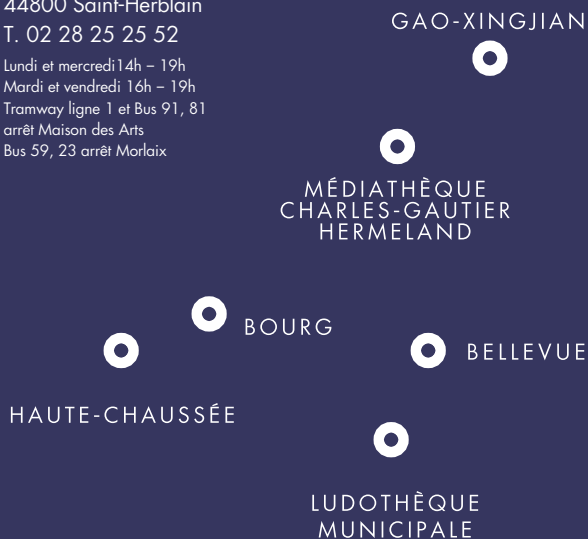 44800 Saint-Herblain
T. 02 28 25 25 52
Lundi et mercredi14h – 19h
Mardi et vendredi 16h – 19h
Tramway ligne 1 et Bus 91, 81
arrêt Maison des Arts
Bus 59, 23 arrêt Morlaix
GAO-XINGJIAN
MÉDIATHÈQUE
CHARLES-GAUTIER
HERMELAND
BOURG
BELLEVUE
HAUTE-CHAUSSÉE
LUDOTHÈQUE
MUNICIPALE